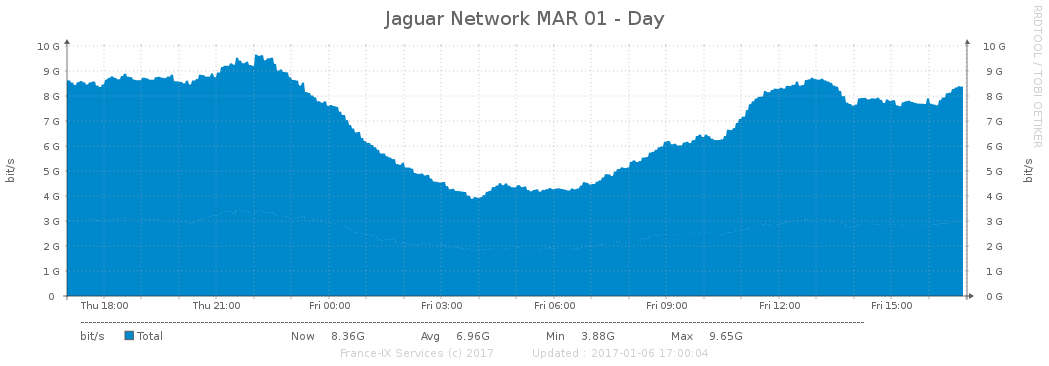 Jaguar Network MAR 01 - Day
RRDTOOL / TOBI OETIKER
bit/s
bit/s
10 G 10 G
9 G 9 G
8 G 8 G
7 G 7 G
6 G 6 G
5 G 5 G
4 G 4 G
3 G 3 G
2 G 2 G
1 G 1 G
0 0 G
Thu 18:00 Thu 21:00 Fri 00:00 Fri 03:00 Fri 06:00 Fri 09:00 Fri 12:00 Fri 15:00
bit/s Total Now 8.36G Avg 6.96G Min 3.88G Max 9.65G
France-IX Services (c) 2017 Updated : 2017-01-06 17:00:04